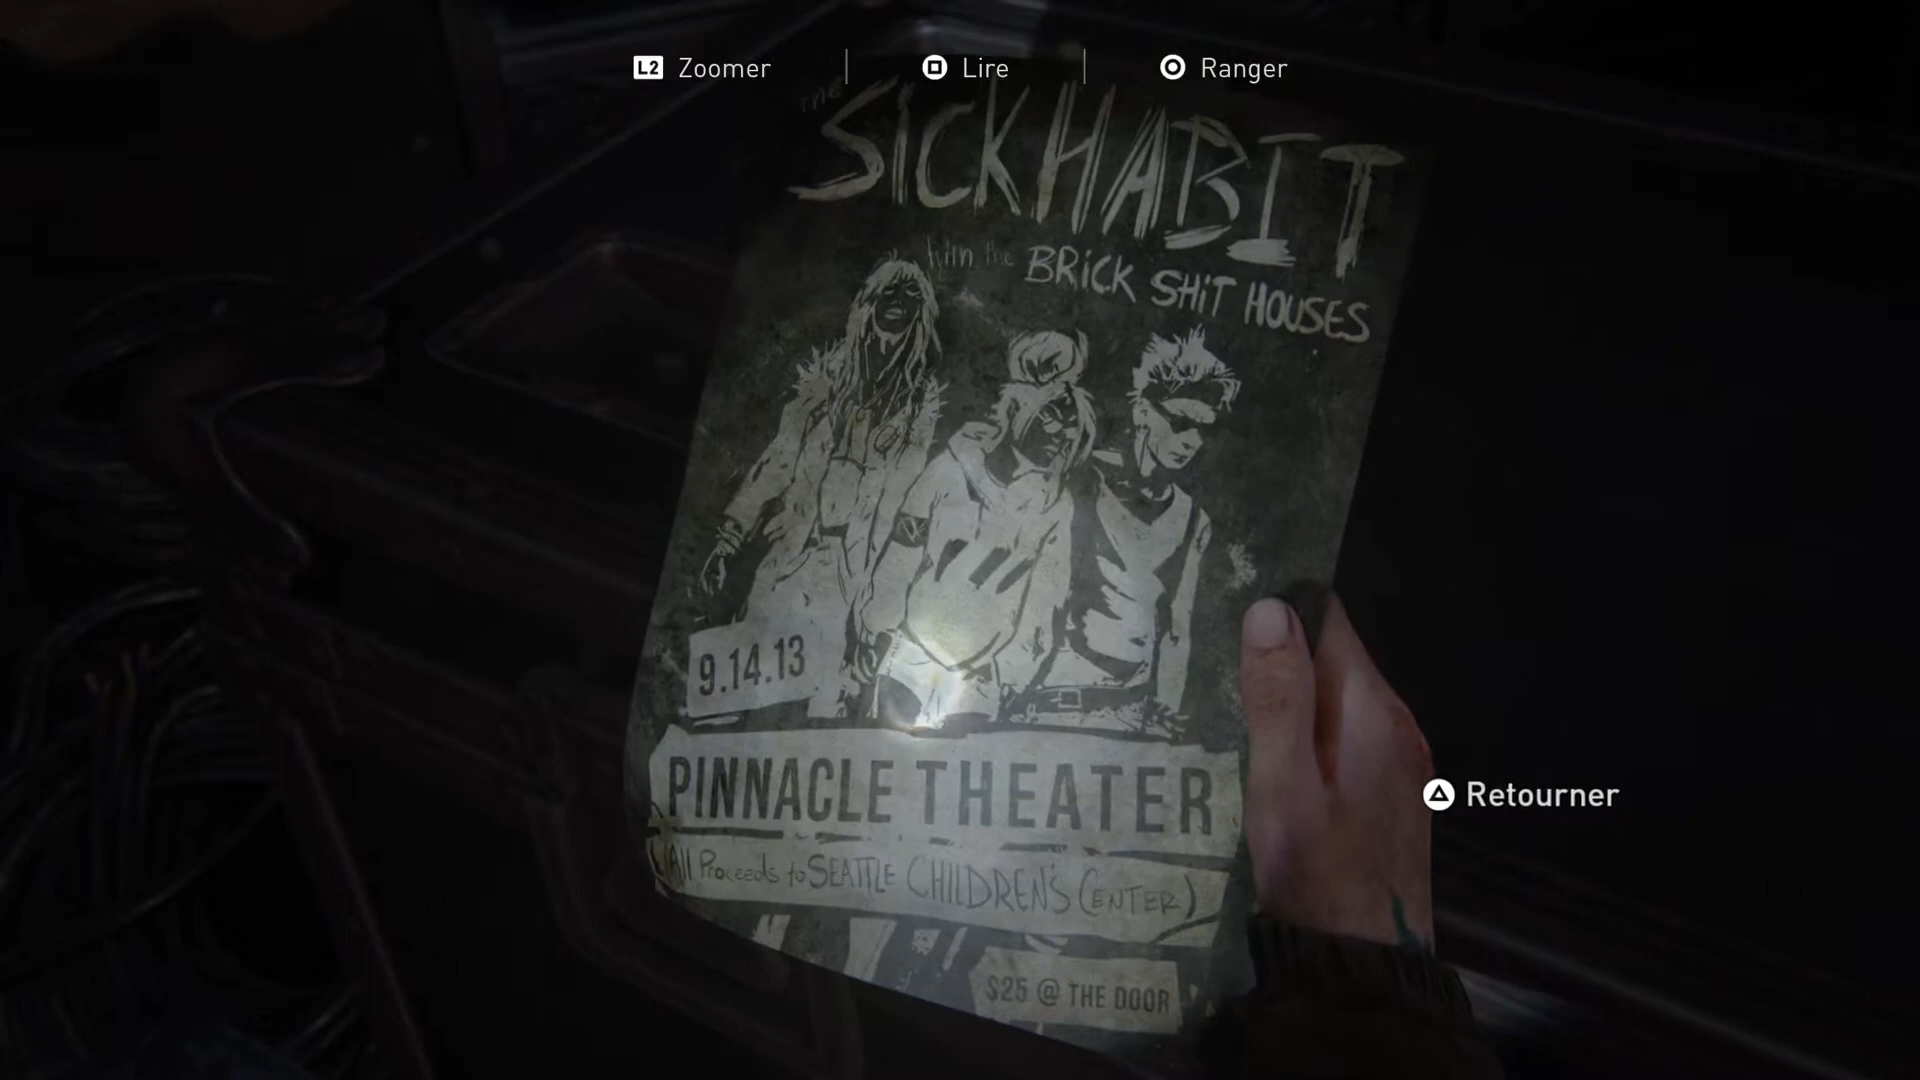 L2 Zoomer
Lire
Ranger
The
SICKHABIT
with the BRiCK SHiT HOUSES
9.14.13
PINNACLE THEATER
(All Proceeds to SEATTLE CHILDREN'S CENTER)
$25 @ THE DOOR
Retourner